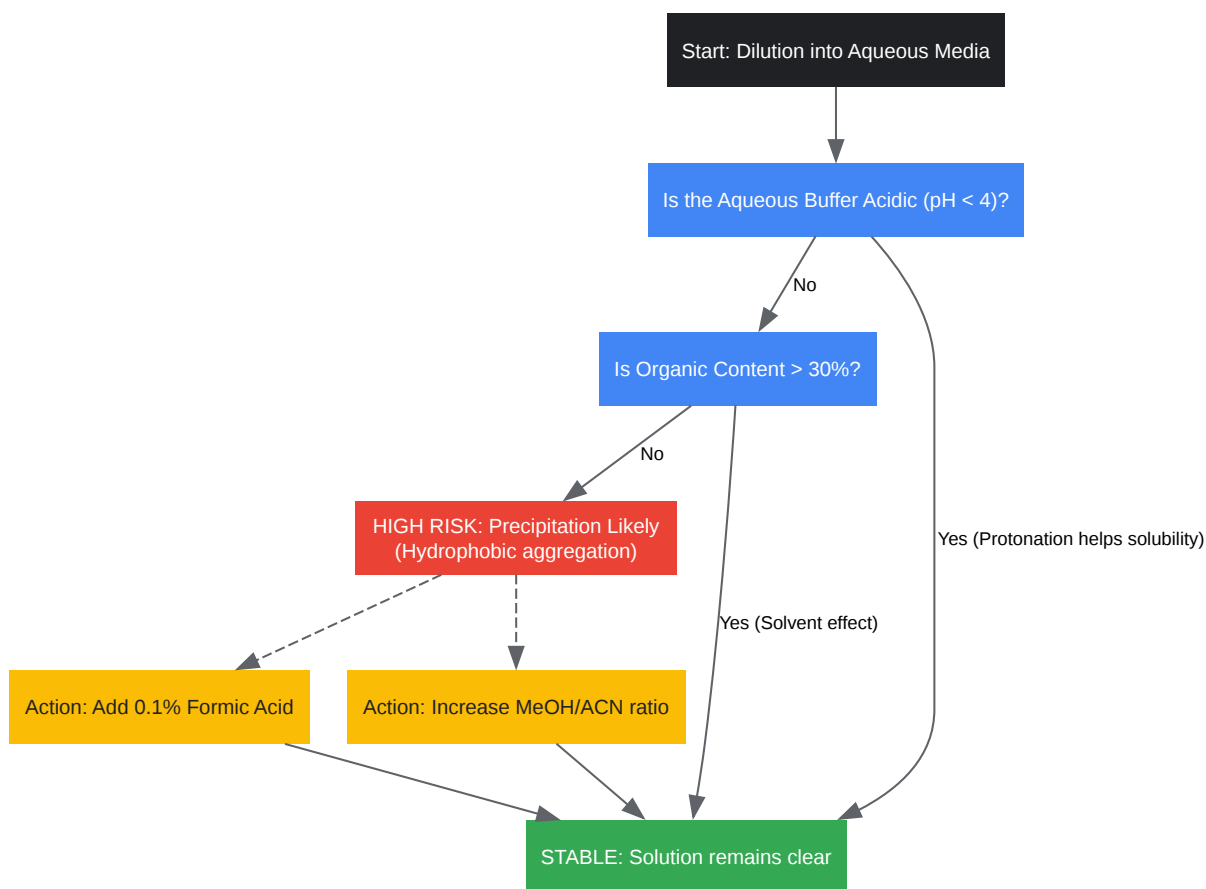 Start: Dilution into Aqueous Media
Is the Aqueous Buffer Acidic (pH < 4)?
No
Is Organic Content > 30%?
No
HIGH RISK: Precipitation Likely
(Hydrophobic aggregation)
Yes (Protonation helps solubility)
Yes (Solvent effect)
Action: Add 0.1% Formic Acid
Action: Increase MeOH/ACN ratio
STABLE: Solution remains clear